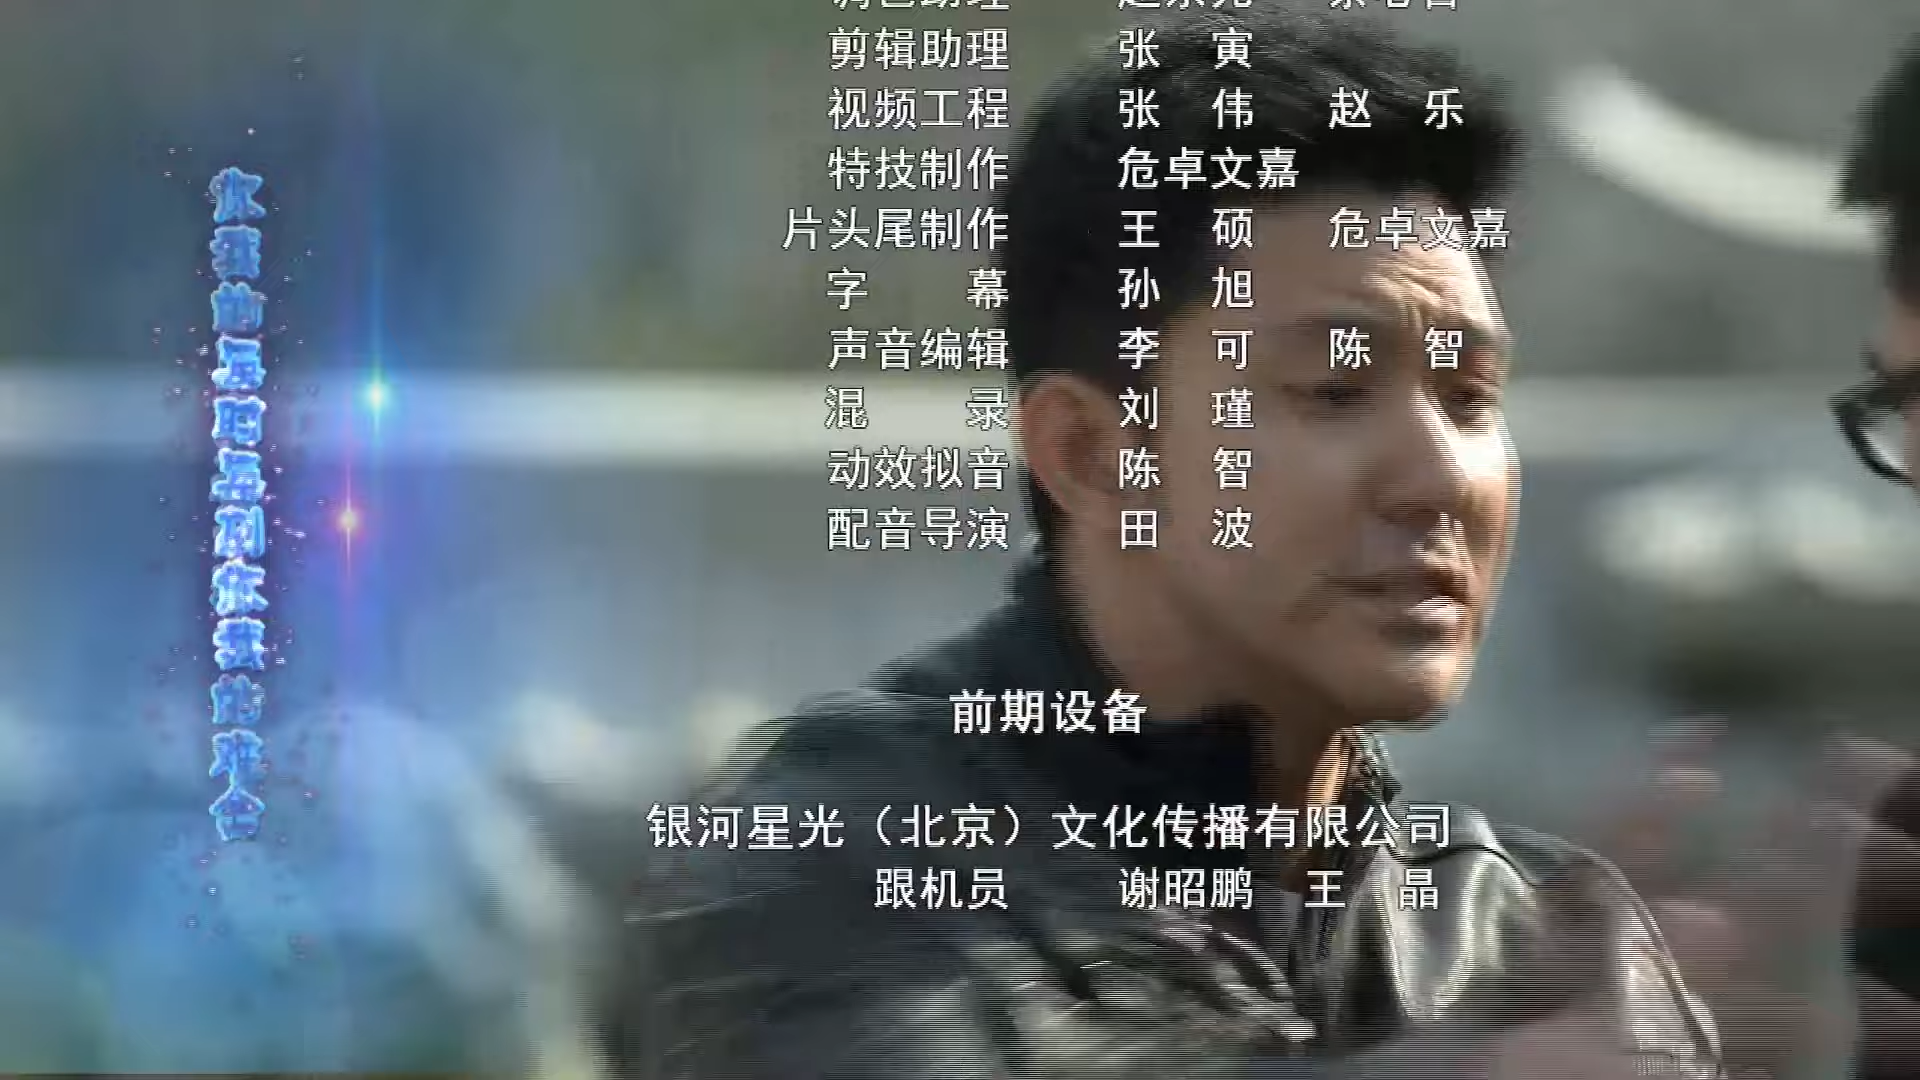 剪辑助理 张 寅
视频工程 张 伟 赵 乐
特技制作 危卓文嘉
片头尾制作 王 硕 危卓文嘉
字 幕 孙 旭
声音编辑 李 可 陈 智
混 录 刘 瑾
动效拟音 陈 智
配音导演 田 波
前期设备
银河星光（北京）文化传播有限公司
跟机员 谢昭鹏 王 晶